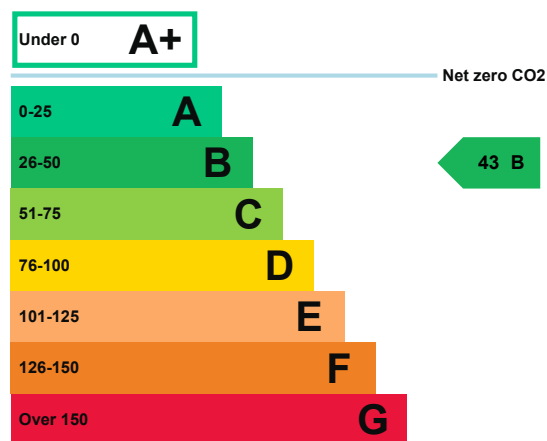 Under 0 A+
Net zero CO2
0-25 A
26-50 B
43 B
51-75 C
76-100 D
101-125 E
126-150 F
Over 150 G